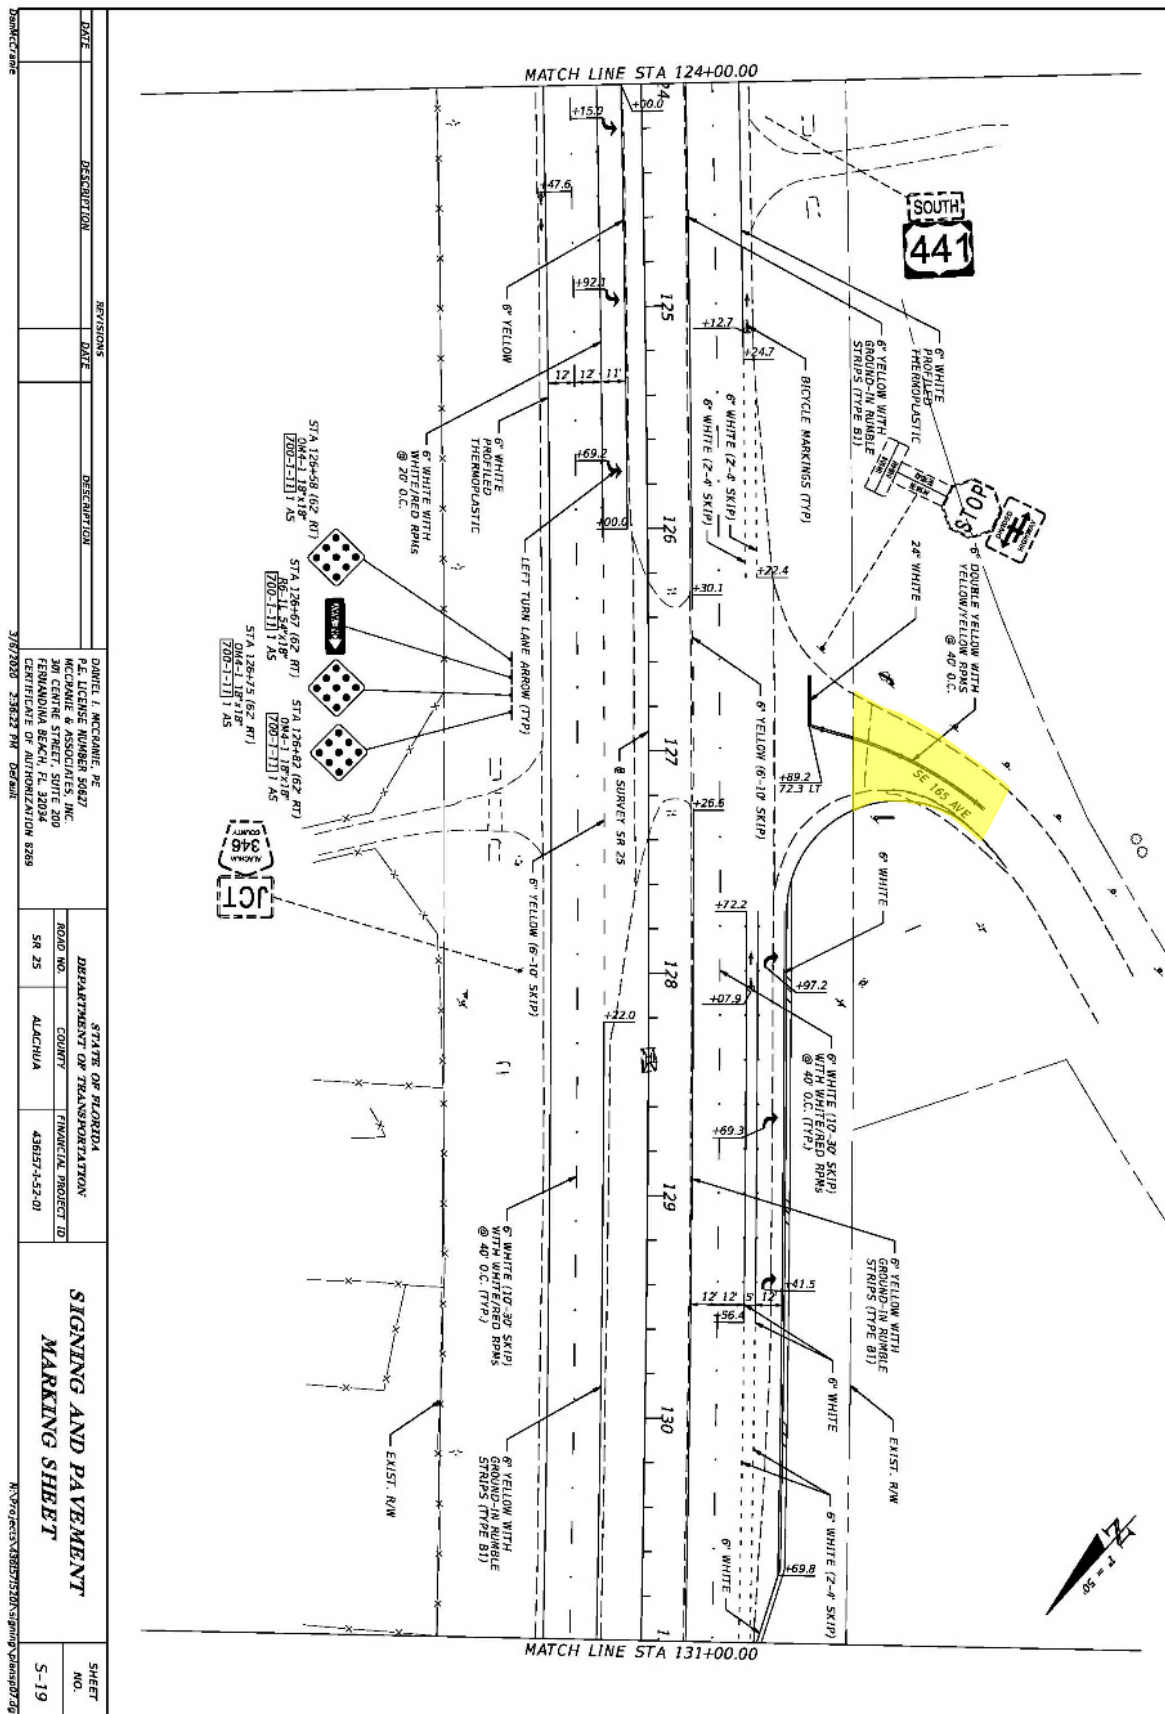 MATCH LINE STA 124+00.00
+15.9
+00.0
+47.6
SOUTH
441
+92.1
125
+12.7
+24.7
6" YELLOW
12'
12'
11'
6" WHITE
PROFILED
THERMOPLASTIC
6" YELLOW WITH
GROUND-IN RUMBLE
STRIPS (TYPE B1)
BICYCLE MARKINGS (TYP)
6" WHITE (2'-4' SKIP)
6" WHITE (2'-4' SKIP)
STOP
DIVIDED
HIGHWAY
6" WHITE
PROFILED
THERMOPLASTIC
6" WHITE WITH
WHITE/RED RPMs
@ 20' O.C.
+69.2
+00.0
126
+22.4
+30.1
24" WHITE
6" DOUBLE YELLOW WITH
YELLOW/YELLOW RPMs
@ 40' O.C.
LEFT TURN LANE ARROW (TYP)
STA 126+58 (62' RT)
OM4-1 18"x18"
700-1-11 1 AS
STA 126+67 (62' RT)
R6-1L 54"x18"
700-1-11 1 AS
STA 126+75 (62' RT)
OM4-1 18"x18"
700-1-11 1 AS
STA 126+82 (62' RT)
OM4-1 18"x18"
700-1-11 1 AS
127
+89.2
72.3 LT
SE 165 AVE
+26.6
6" YELLOW (6'-10' SKIP)
B SURVEY SR 25
6" YELLOW (6'-10' SKIP)
ALACHUA
346
COUNTY
JCT
6" WHITE
+72.2
128
+07.9
+97.2
+22.0
6" WHITE (10'-30' SKIP)
WITH WHITE/RED RPMs
@ 40' O.C. (TYP.)
+69.3
129
6" WHITE (10'-30' SKIP)
WITH WHITE/RED RPMs
@ 40' O.C. (TYP.)
6" YELLOW WITH
GROUND-IN RUMBLE
STRIPS (TYPE B1)
12'
12'
5'
12'
+41.5
+56.4
6" WHITE
130
EXIST. R/W
EXIST. R/W
6" YELLOW WITH
GROUND-IN RUMBLE
STRIPS (TYPE B1)
6" WHITE (2'-4' SKIP)
6" WHITE
+69.8
N
1" = 50'
MATCH LINE STA 131+00.00
REVISIONS
DATE
DESCRIPTION
DATE
DESCRIPTION
DANIEL I. MCCRANIE, PE
P.E. LICENSE NUMBER 50627
MCCRANIE & ASSOCIATES, INC.
301 CENTRE STREET, SUITE 200
FERNANDINA BEACH, FL 32034
CERTIFICATE OF AUTHORIZATION 8269
STATE OF FLORIDA
DEPARTMENT OF TRANSPORTATION
ROAD NO.
COUNTY
FINANCIAL PROJECT ID
SR 25
ALACHUA
436157-1-52-01
SIGNING AND PAVEMENT
MARKING SHEET
SHEET
NO.
S-19
DanMcCranie
3/6/2020
2:36:22 PM
Default